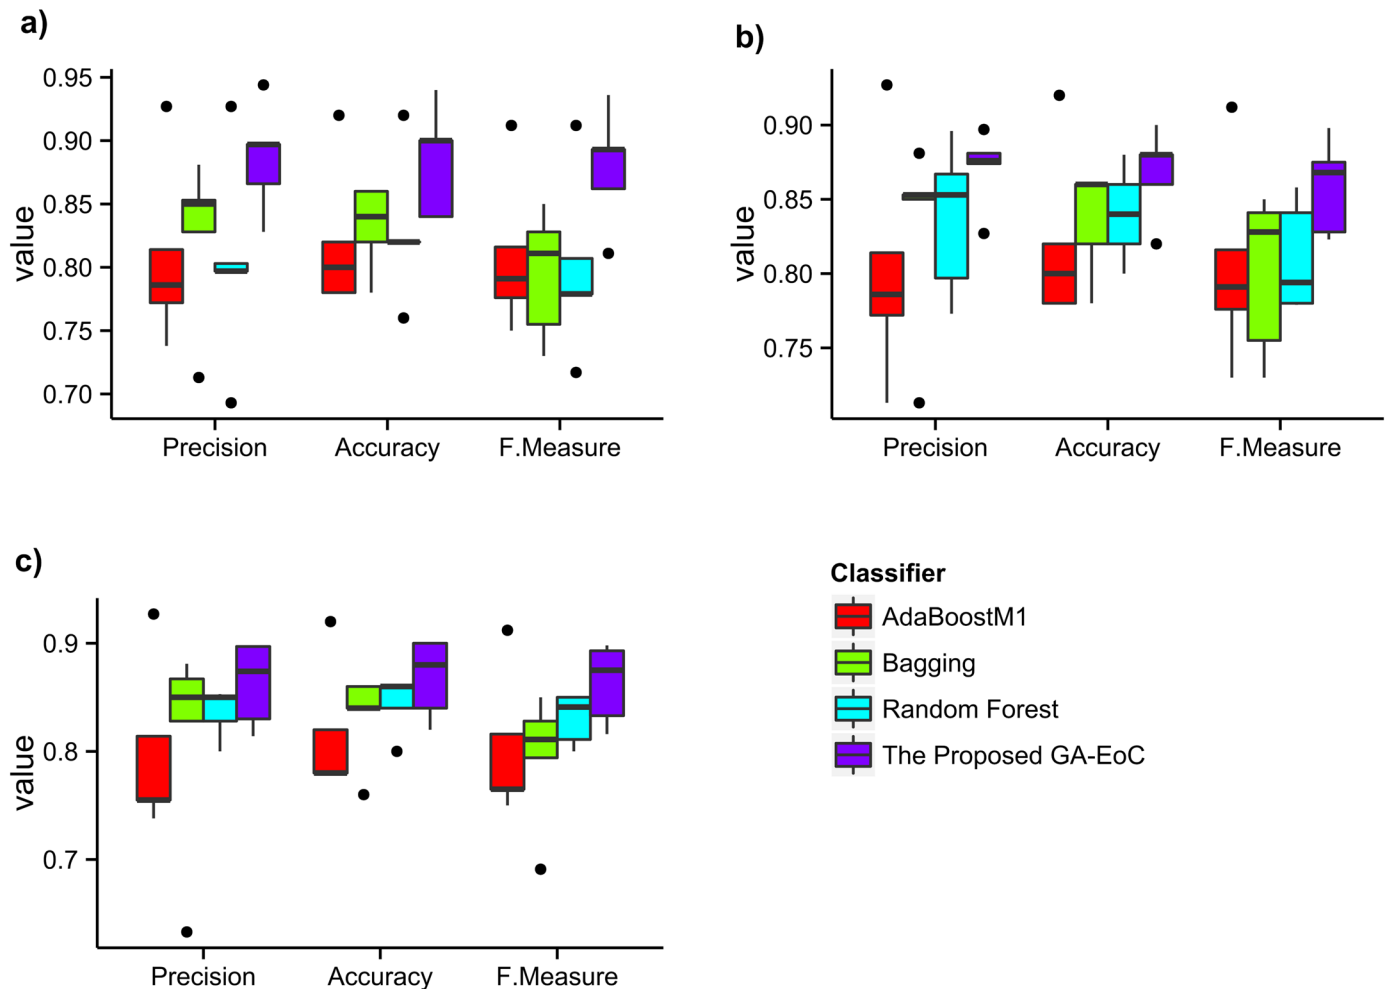 a)
0.95
0.90
0.85
0.80
0.75
0.70
value
Precision Accuracy F.Measure
b)
0.90
0.85
0.80
0.75
value
Precision Accuracy F.Measure
c)
0.9
0.8
0.7
value
Precision Accuracy F.Measure
Classifier
AdaBoostM1
Bagging
Random Forest
The Proposed GA-EoC